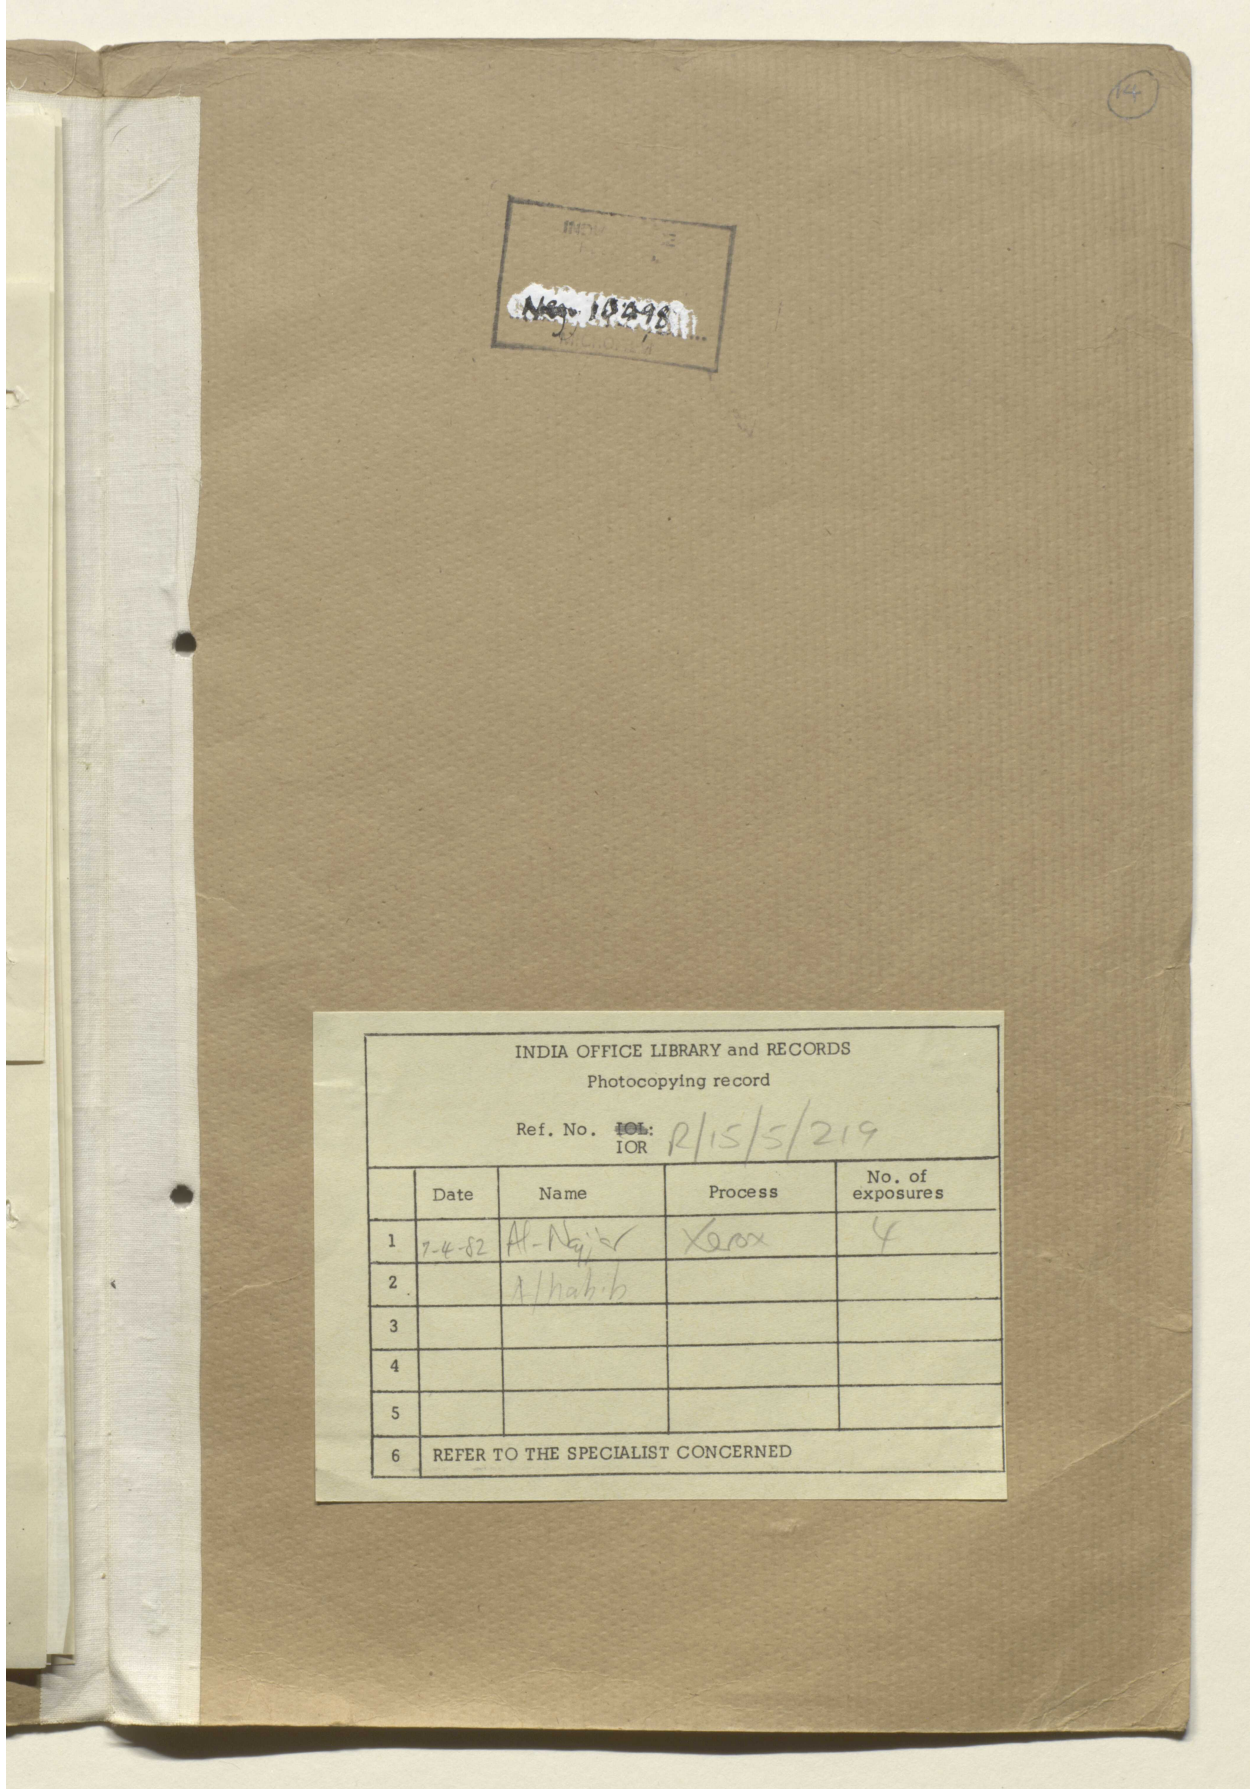 14
Neg. 
INDIA OFFICE LIBRARY and RECORDS
Photocopying record
Ref. No. IOL:
IOR R/15/5/219
Date Name Process No. of exposures
1 7-4-82 Al-Najjar Xerox 4
2 Alhabib
3
4
5
6 REFER TO THE SPECIALIST CONCERNED